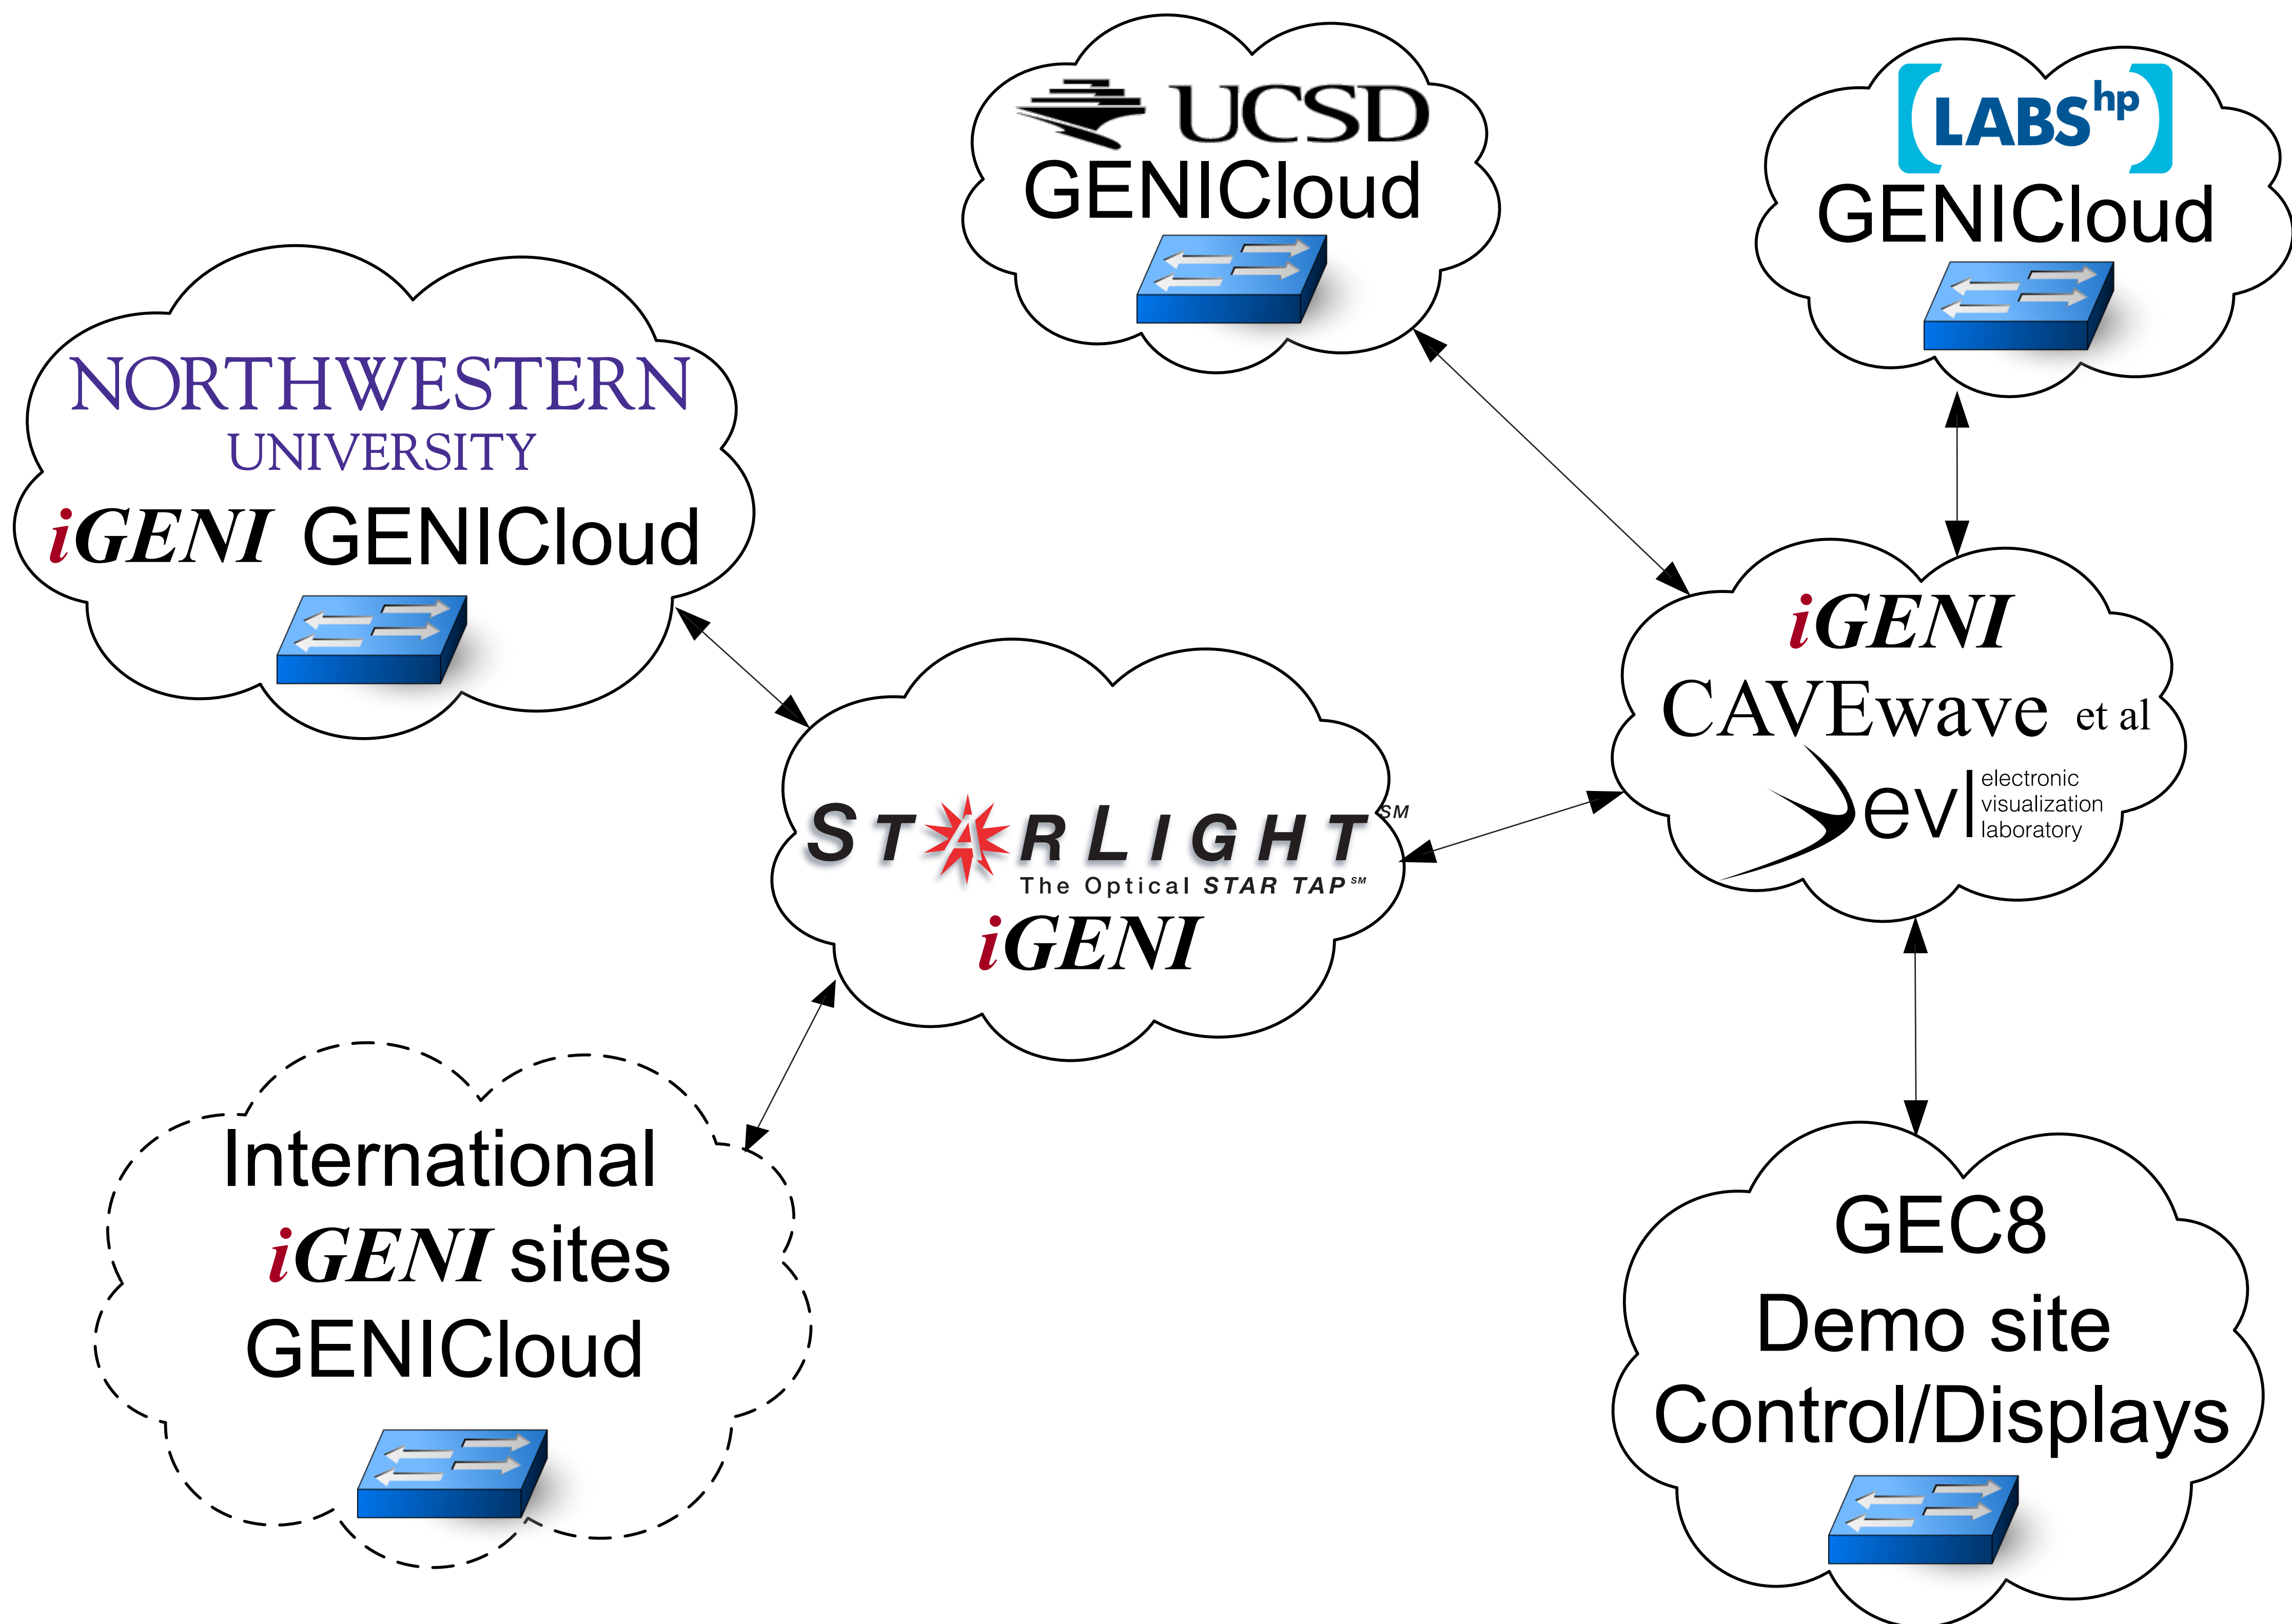 UCSD
GENICloud
LABS hp
GENICloud
NORTHWESTERN
UNIVERSITY
iGENI GENICloud
iGENI
CAVEwave et al
evl electronic
visualization
laboratory
STARLIGHT SM
The Optical STAR TAP SM
iGENI
International
iGENI sites
GENICloud
GEC8
Demo site
Control/Displays